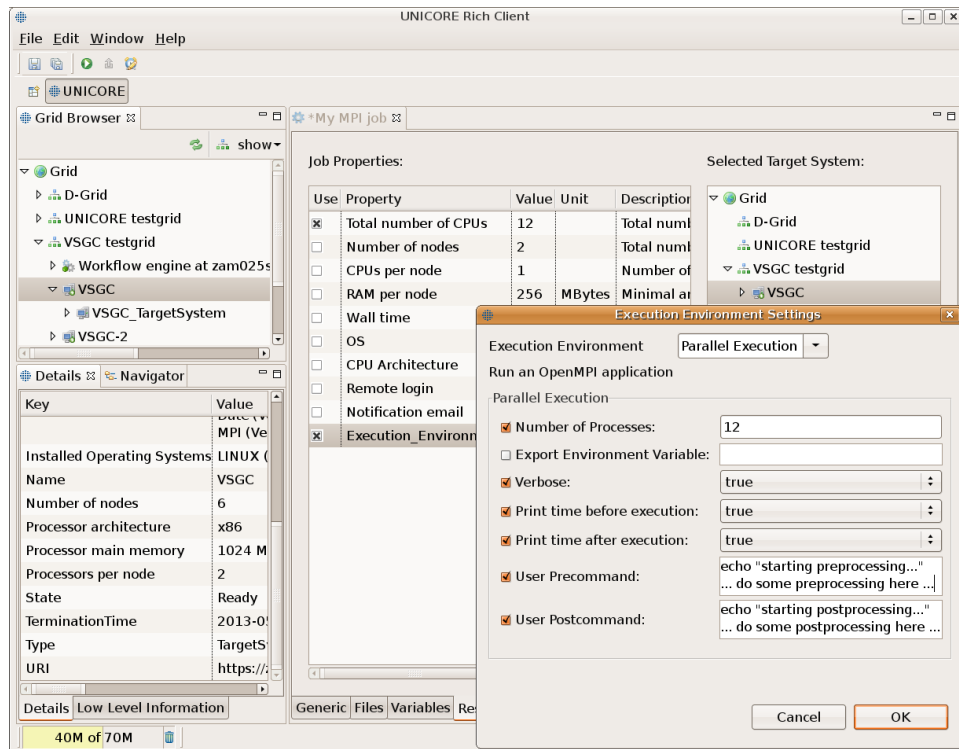 UNICORE Rich Client
File Edit Window Help
UNICORE
Grid Browser
show
Grid
D-Grid
UNICORE testgrid
VSGC testgrid
Workflow engine at zam025s
VSGC
VSGC_TargetSystem
VSGC-2
Details Navigator
Key Value
MPI (Ve
Installed Operating Systems LINUX (
Name VSGC
Number of nodes 6
Processor architecture x86
Processor main memory 1024 M
Processors per node 2
State Ready
TerminationTime 2013-0
Type TargetS
URI https://
Details Low Level Information
40M of 70M
*My MPI job
Job Properties:
Use Property Value Unit Description
Total number of CPUs 12 Total numb
Number of nodes 2 Total numb
CPUs per node 1 Number of
RAM per node 256 MBytes Minimal a
Wall time
OS
CPU Architecture
Remote login
Notification email
Execution_Environn
Generic Files Variables Res
Selected Target System:
Grid
D-Grid
UNICORE testgrid
VSGC testgrid
VSGC
Execution Environment Settings
Execution Environment Parallel Execution
Run an OpenMPI application
Parallel Execution
Number of Processes: 12
Export Environment Variable:
Verbose: true
Print time before execution: true
Print time after execution: true
User Precommand: echo "starting preprocessing..."
... do some preprocessing here ...
User Postcommand: echo "starting postprocessing..."
... do some postprocessing here ...
Cancel OK